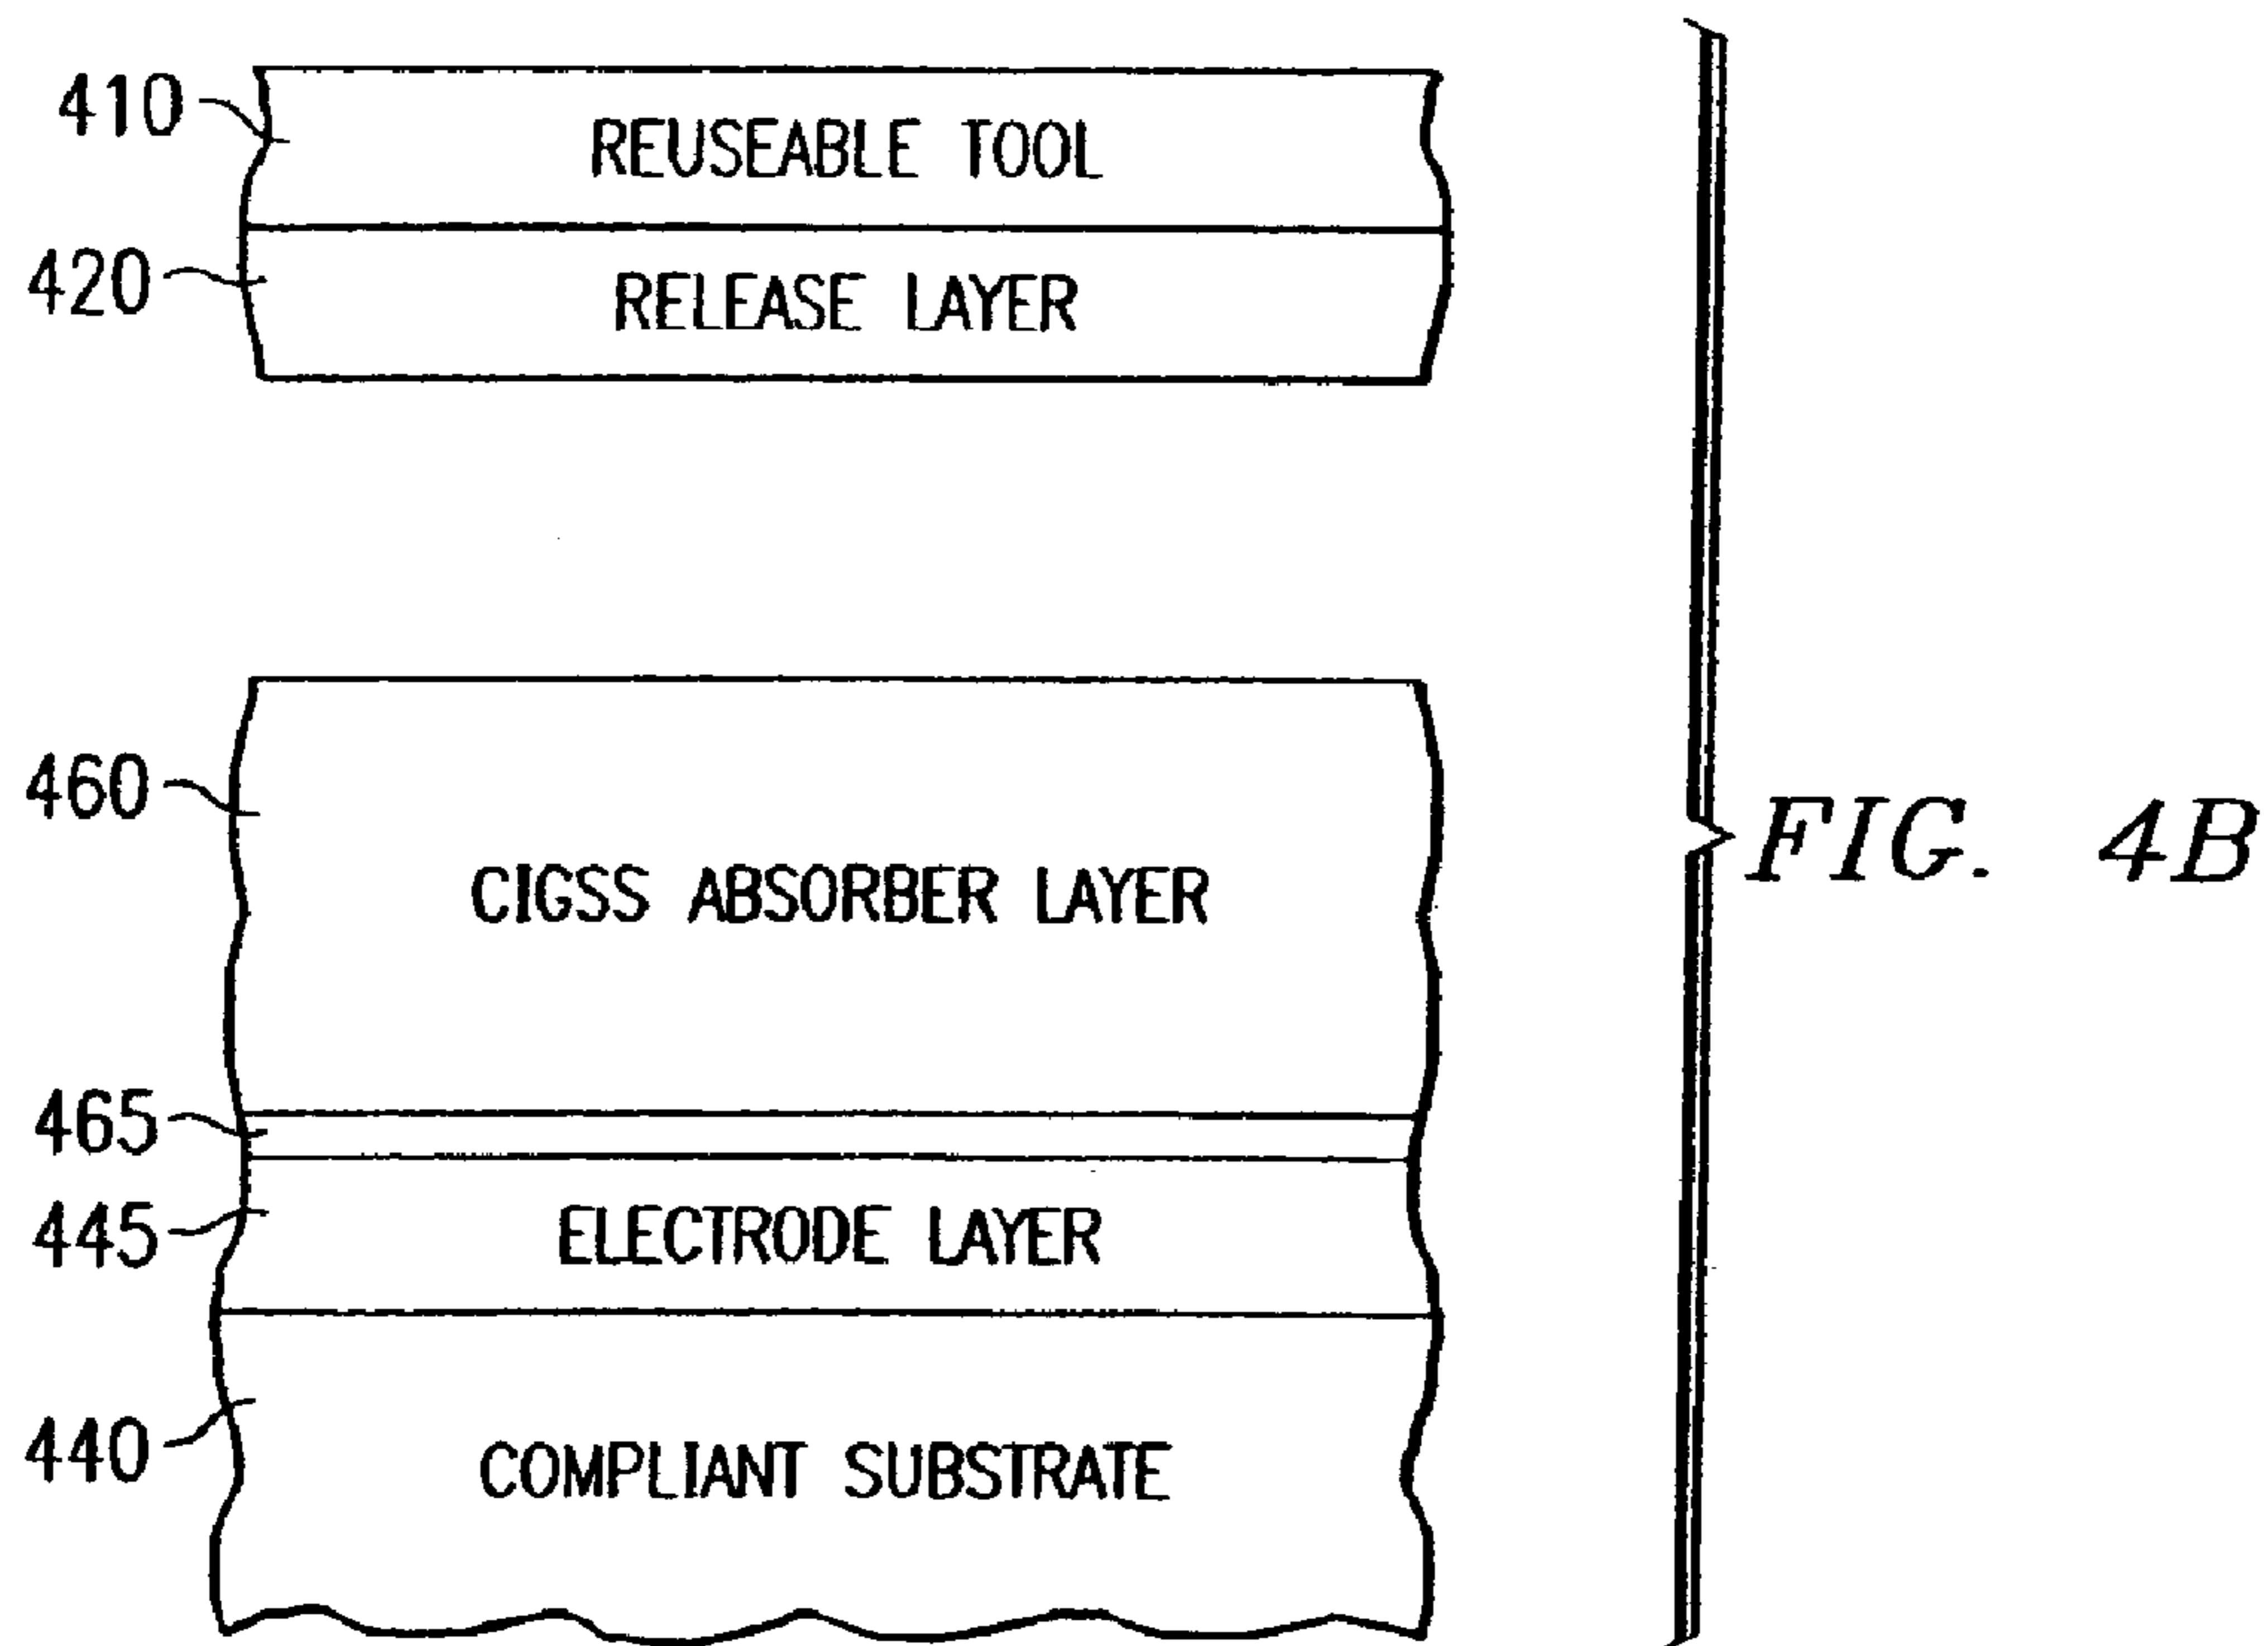 410
REUSEABLE TOOL
420
RELEASE LAYER
460
CIGSS ABSORBER LAYER
FIG. 4B
465
445
ELECTRODE LAYER
440
COMPLIANT SUBSTRATE